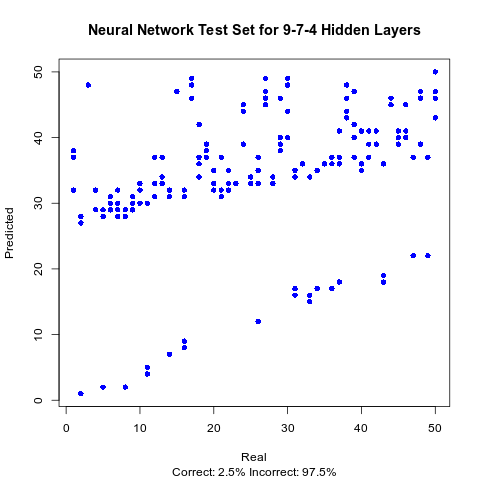 Neural Network Test Set for 9-7-4 Hidden Layers
Predicted
50
40
30
20
10
0
0 10 20 30 40 50
Real
Correct: 2.5% Incorrect: 97.5%